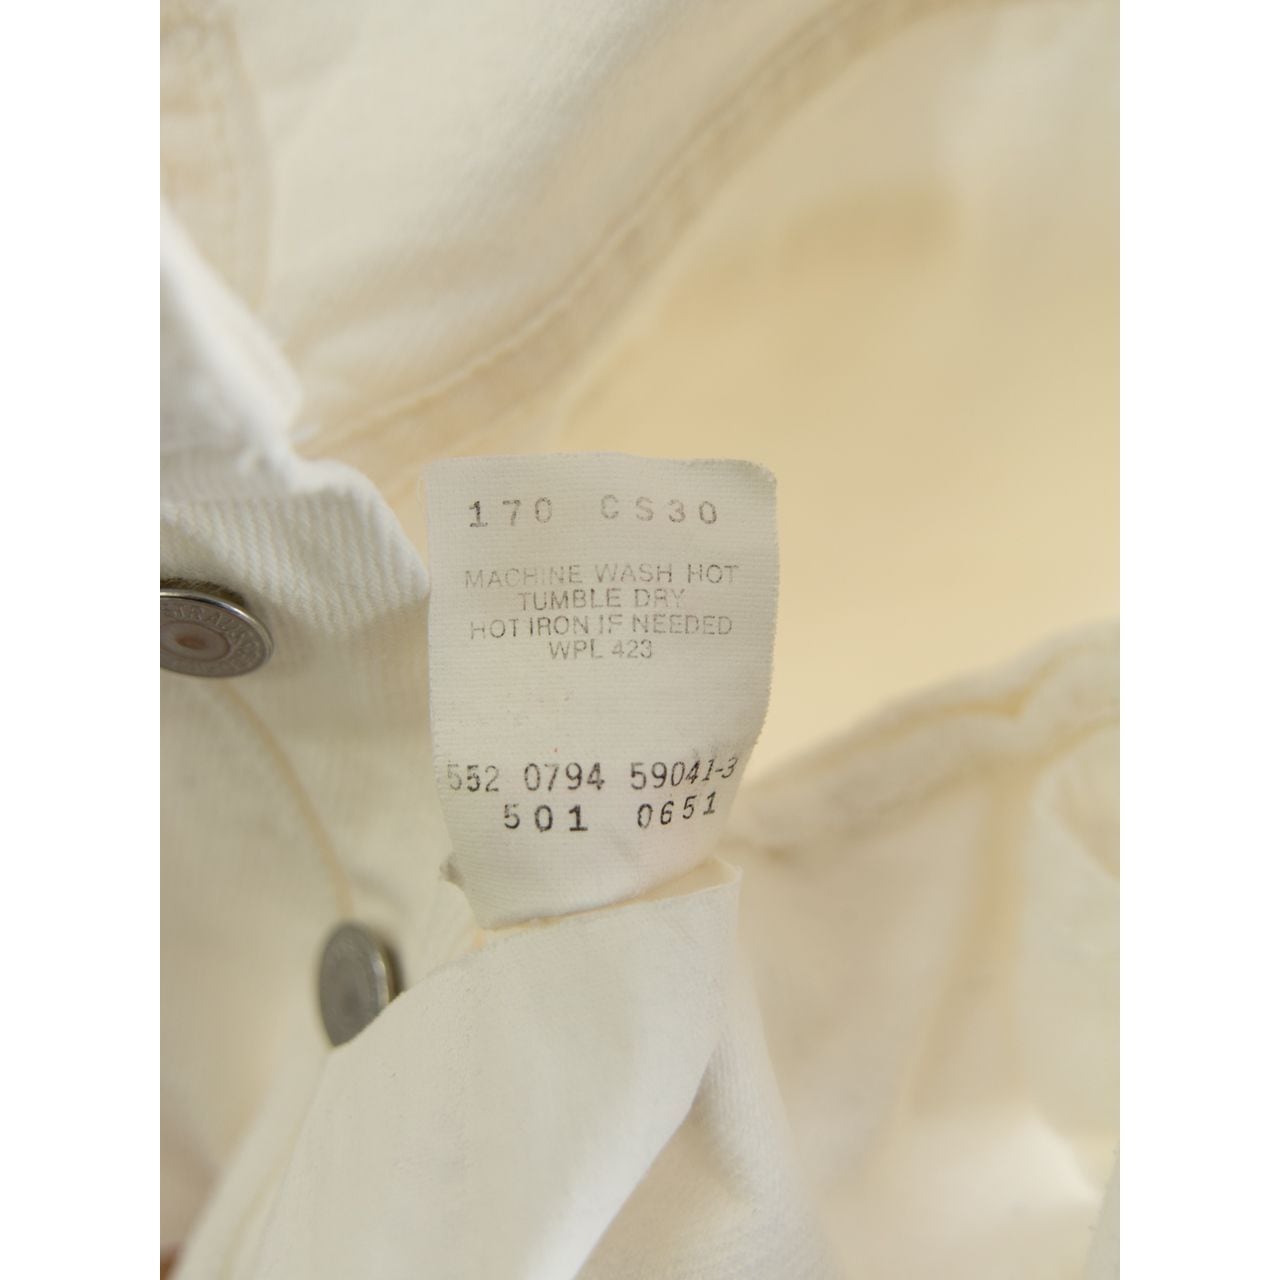 170 CS30
MACHINE WASH HOT
TUMBLE DRY
HOT IRON IF NEEDED
WPL 423
552 0794 59041-3
501 0651